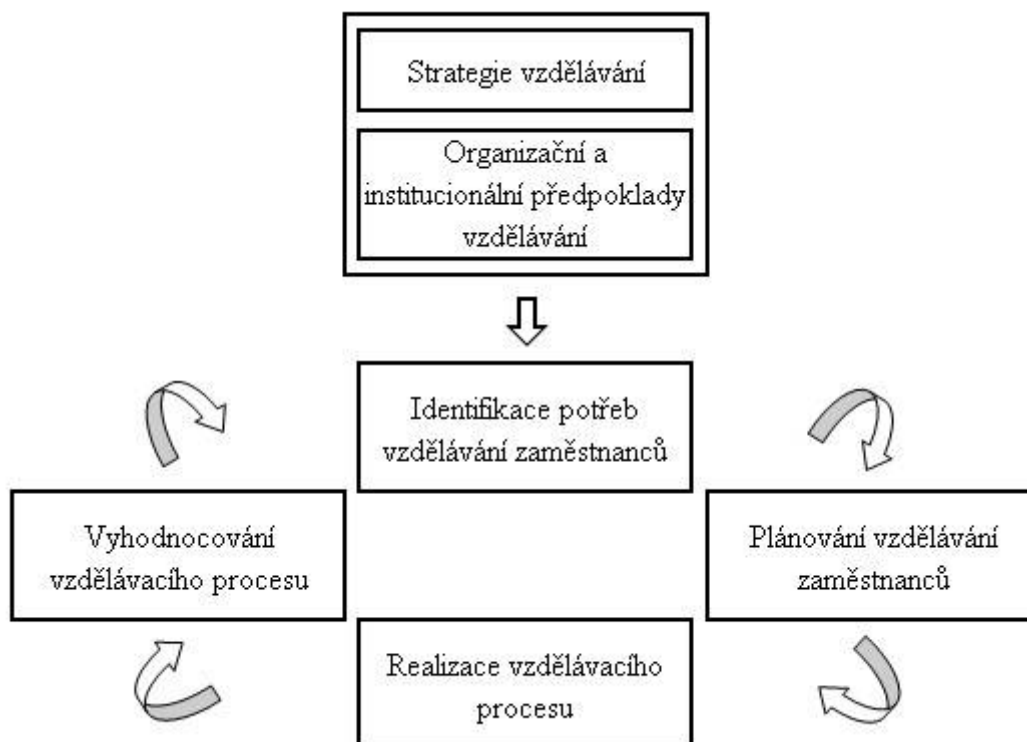 Strategie vzdělávání
Organizační a
institucionální předpoklady
vzdělávání
Identifikace potřeb
vzdělávání zaměstnanců
Vyhodnocování
vzdělávacího procesu
Plánování vzdělávání
zaměstnanců
Realizace vzdělávacího
procesu